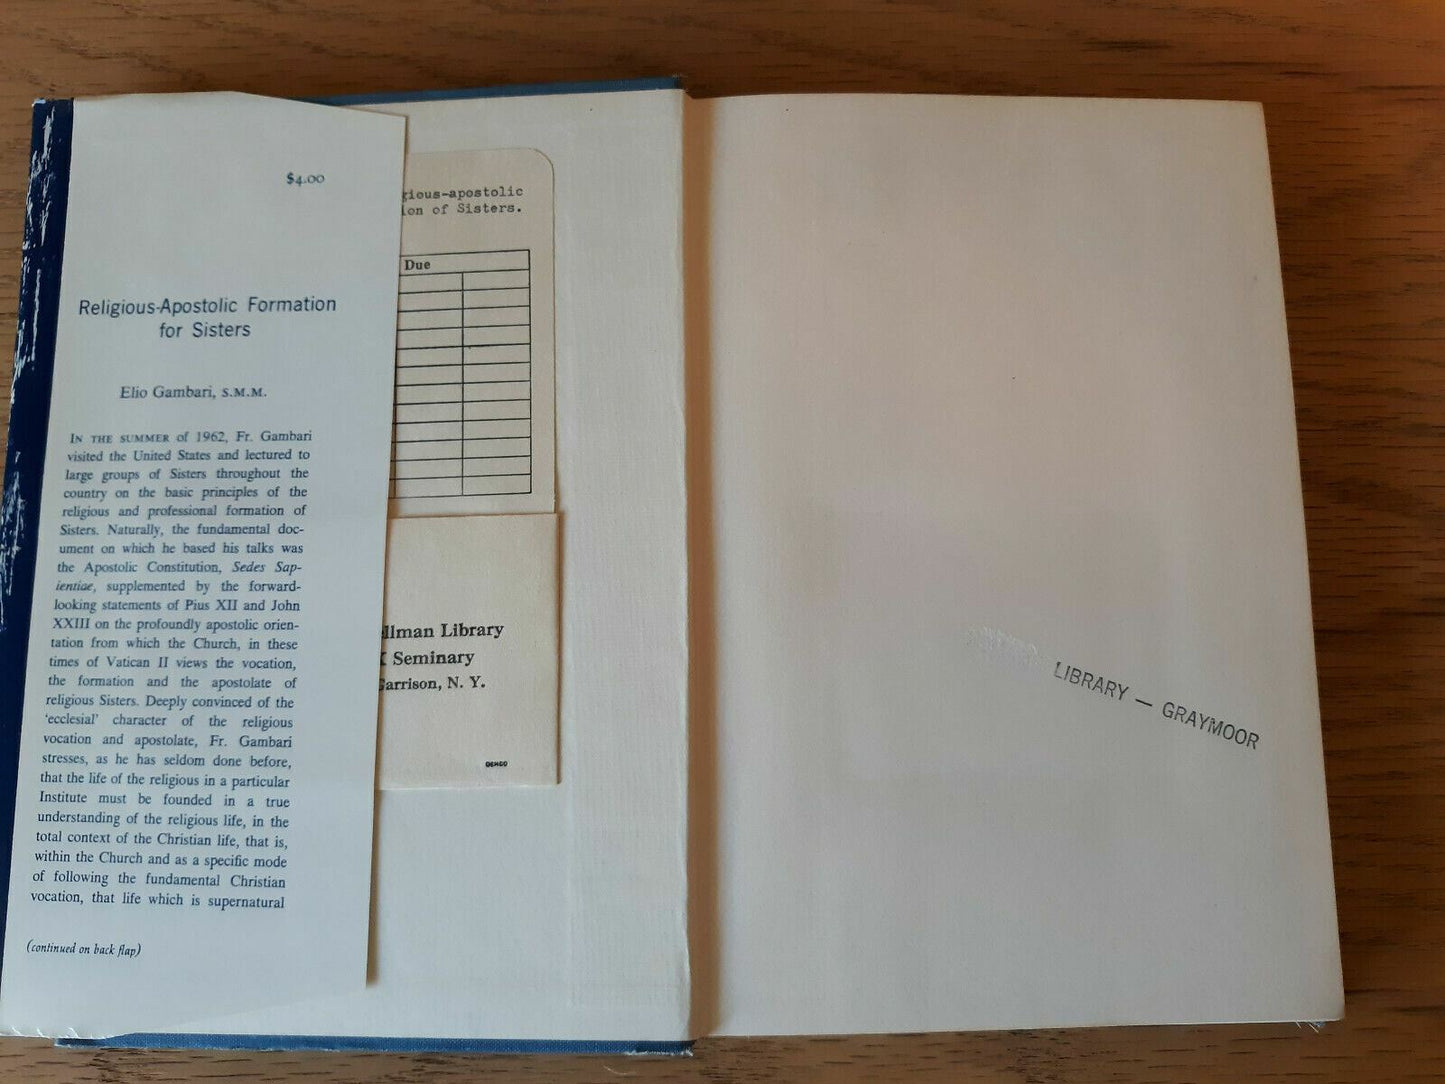 $4.00
Religious-Apostolic Formation
for Sisters
Elio Gambari, S.M.M.
IN THE SUMMER of 1962, Fr. Gambari
visited the United States and lectured to
large groups of Sisters throughout the
country on the basic principles of the
religious and professional formation of
Sisters. Naturally, the fundamental doc-
ument on which he based his talks was
the Apostolic Constitution, Sedes Sap-
ientiae, supplemented by the forward-
looking statements of Pius XII and John
XXIII on the profoundly apostolic orien-
tation from which the Church, in these
times of Vatican II views the vocation,
the formation and the apostolate of
religious Sisters. Deeply convinced of the
'ecclesial' character of the religious
vocation and apostolate, Fr. Gambari
stresses, as he has seldom done before,
that the life of the religious in a particular
Institute must be founded in a true
understanding of the religious life, in the
total context of the Christian life, that is,
within the Church and as a specific mode
of following the fundamental Christian
vocation, that life which is supernatural
(continued on back flap)
gious-apostolic
ion of Sisters.
Due
llman Library
Seminary
Garrison, N. Y.
DEMCO
LIBRARY — GRAYMOOR